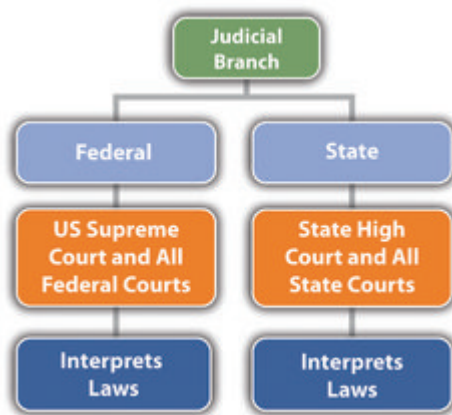 Judicial
Branch
Federal
State
US Supreme
Court and All
Federal Courts
State High
Court and All
State Courts
Interprets
Laws
Interprets
Laws